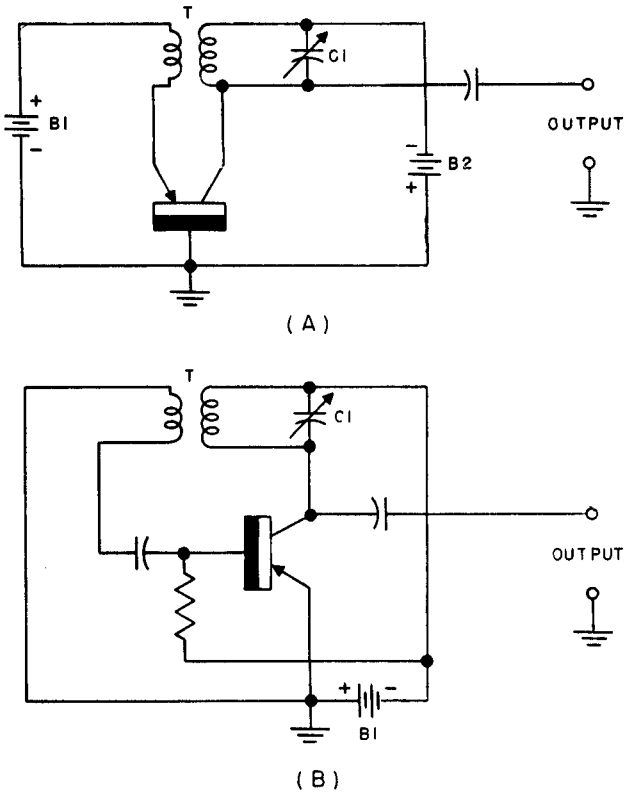 T
C1
+
B1
-
-
B2
+
OUTPUT
(A)
T
C1
OUTPUT
+ -
B1
(B)